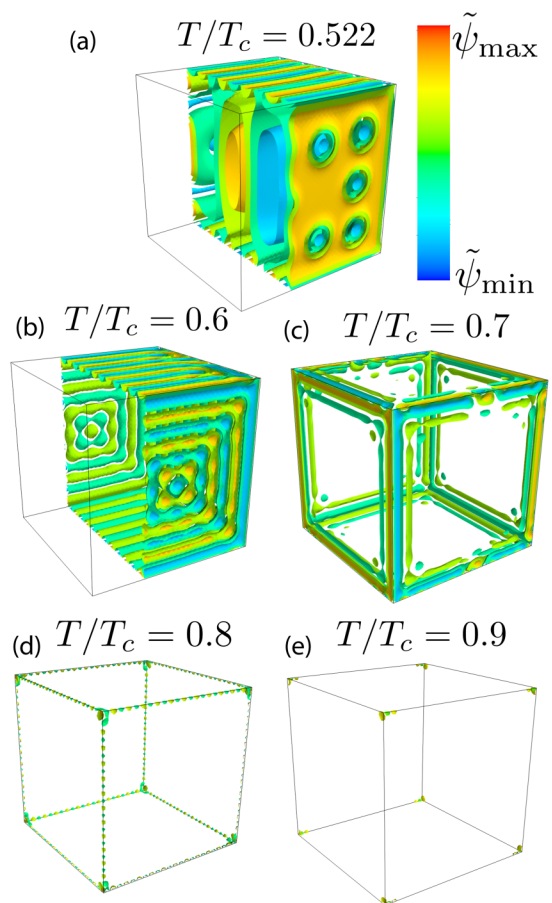 (a) T/T_c = 0.522
ψ̃_max
ψ̃_min
(b) T/T_c = 0.6
(c) T/T_c = 0.7
(d) T/T_c = 0.8
(e) T/T_c = 0.9